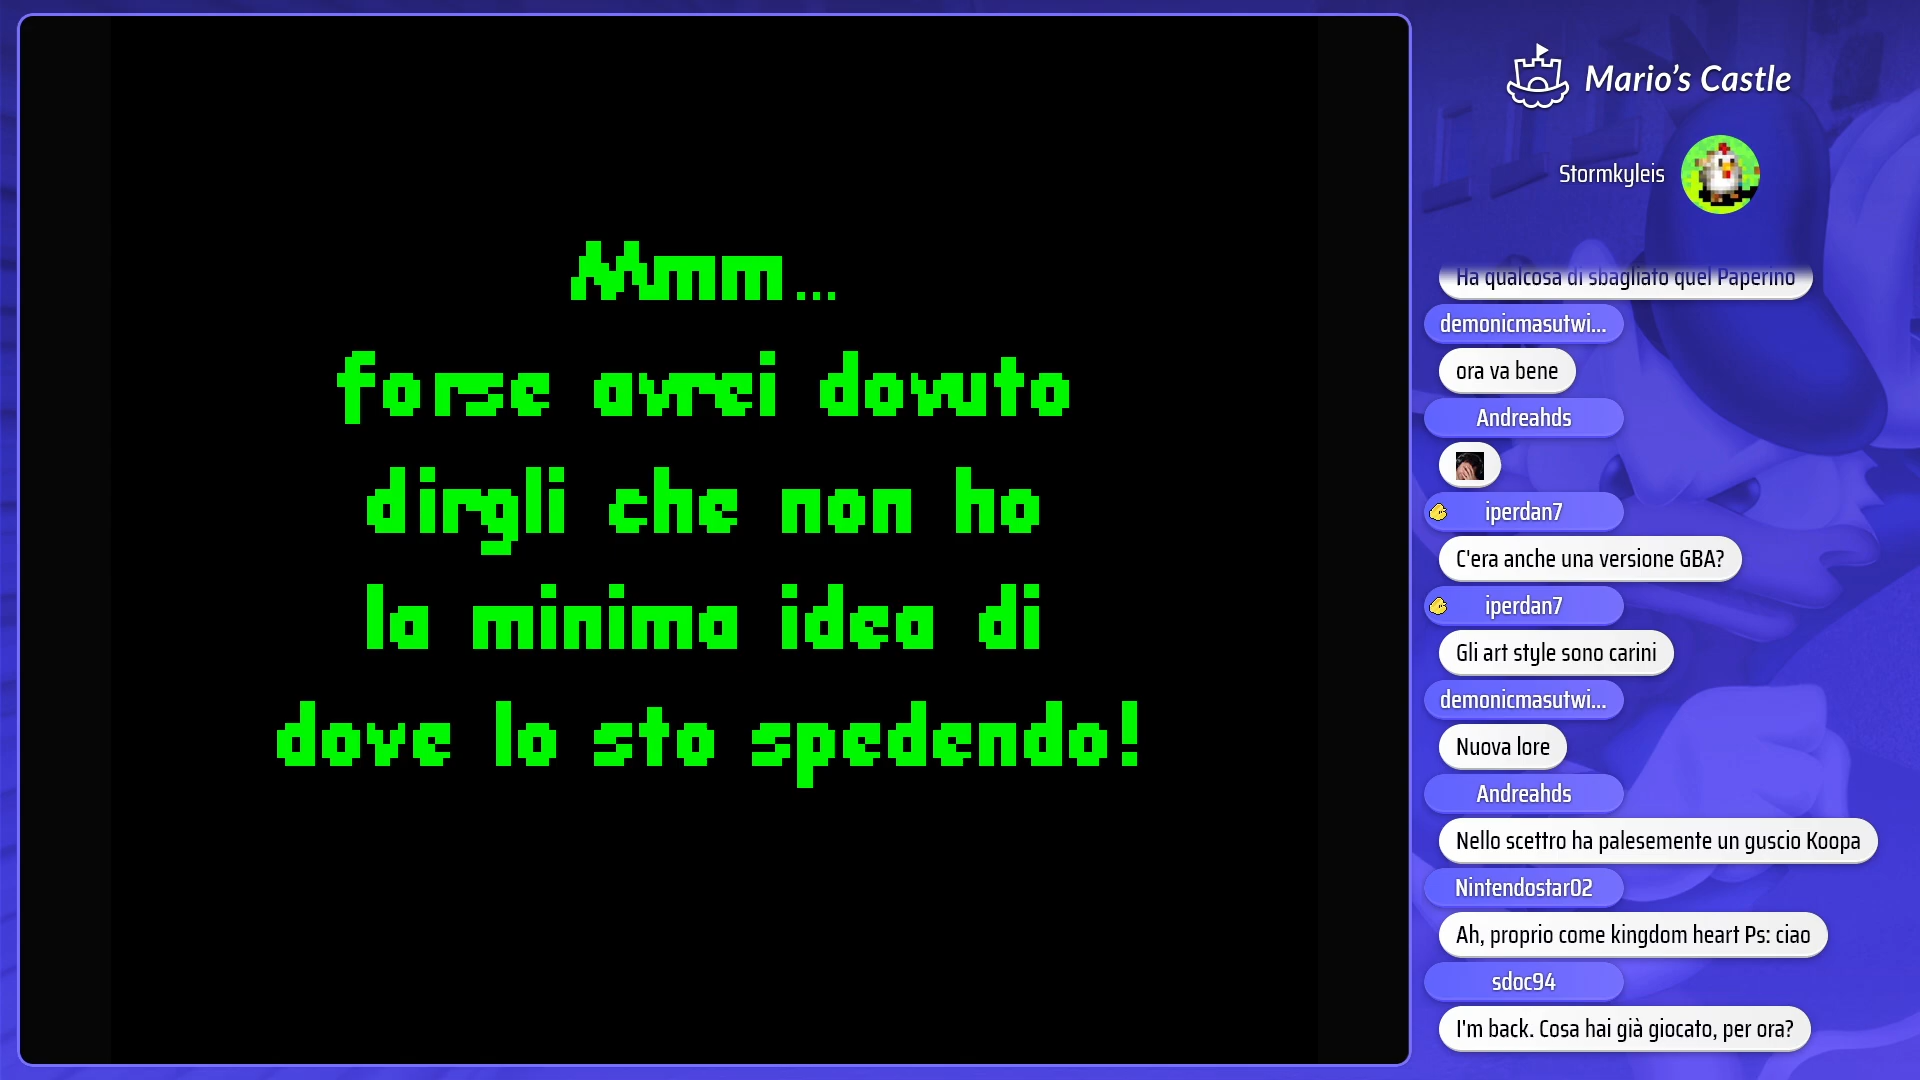 Mmm...
forse avrei dovuto
dirgli che non ho
la minima idea di
dove lo sto spedendo!
Mario's Castle
Stormkyleis
Ha qualcosa di sbagliato quel Paperino
demonicmasutwi...
ora va bene
Andreahds
iperdan7
C'era anche una versione GBA?
iperdan7
Gli art style sono carini
demonicmasutwi...
Nuova lore
Andreahds
Nello scettro ha palesemente un guscio Koopa
Nintendostar02
Ah, proprio come kingdom heart Ps: ciao
sdoc94
I'm back. Cosa hai già giocato, per ora?